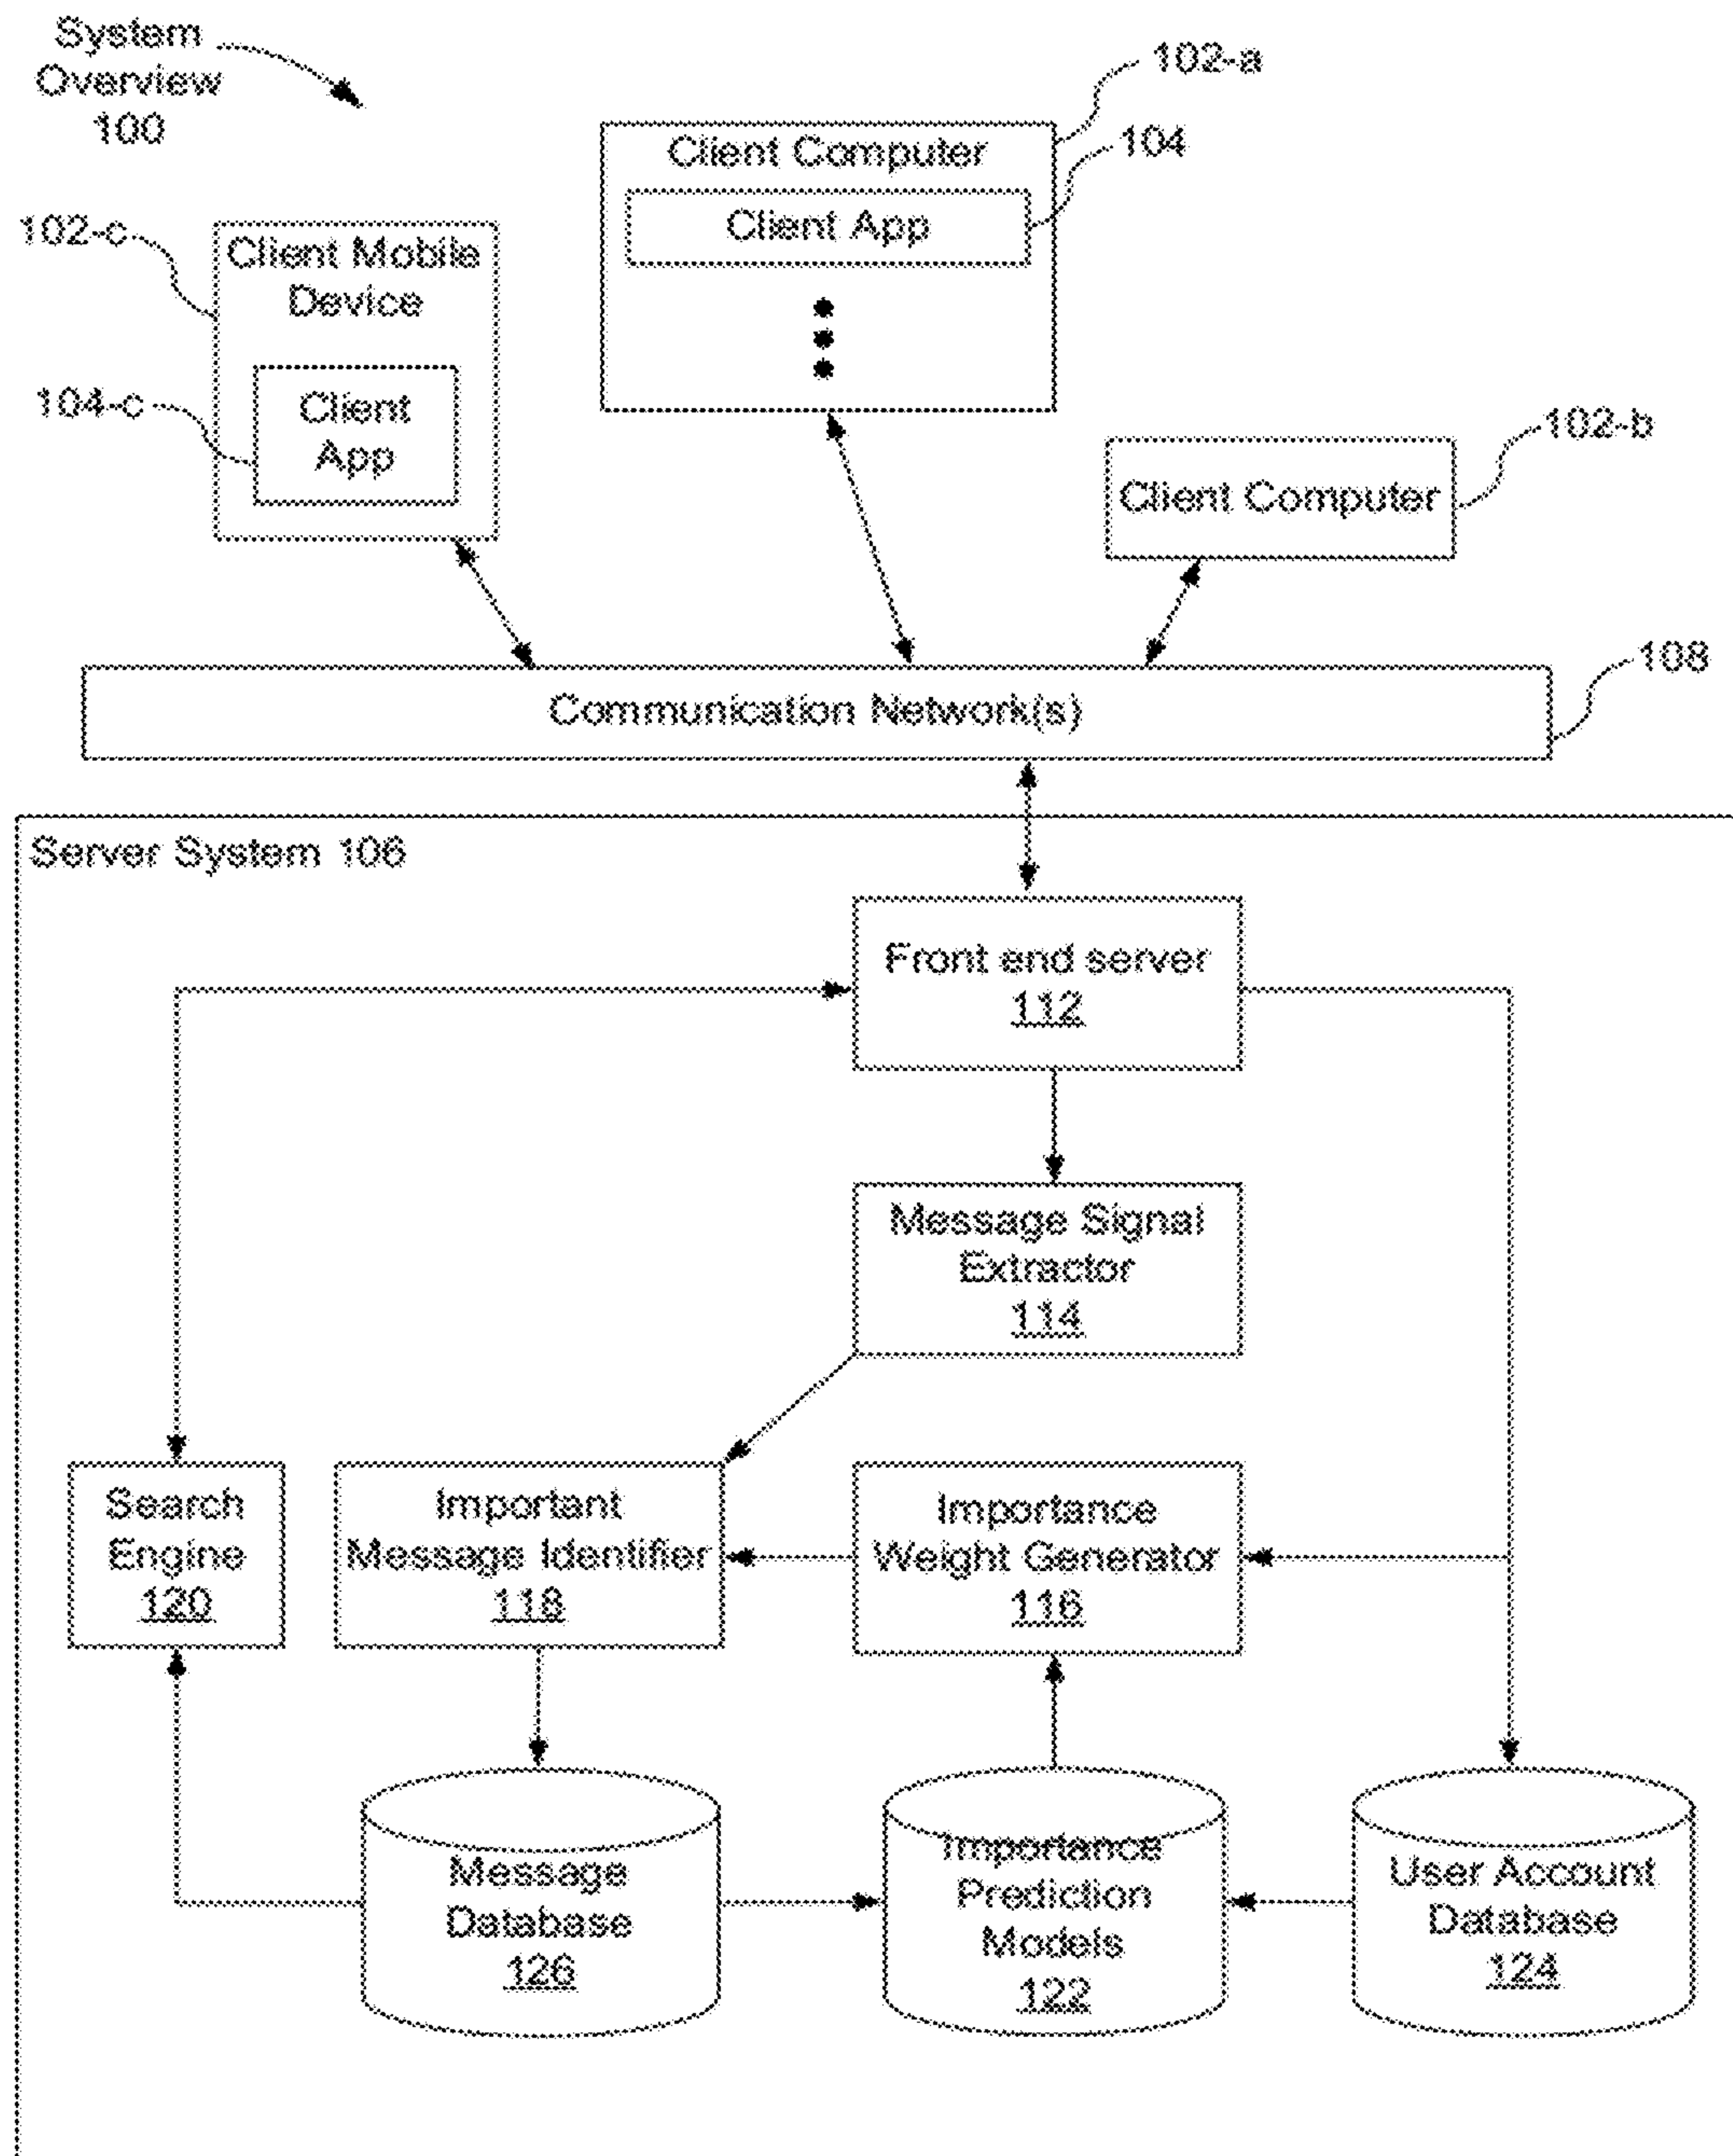 System
Overview
100
102-a
Client Computer
104
Client App
102-c
Client Mobile
Device
104-c
Client
App
102-b
Client Computer
108
Communication Network(s)
Server System 106
Front end server
112
Message Signal
Extractor
114
Search
Engine
120
Important
Message Identifier
118
Importance
Weight Generator
116
Message
Database
126
Importance
Prediction
Models
122
User Account
Database
124